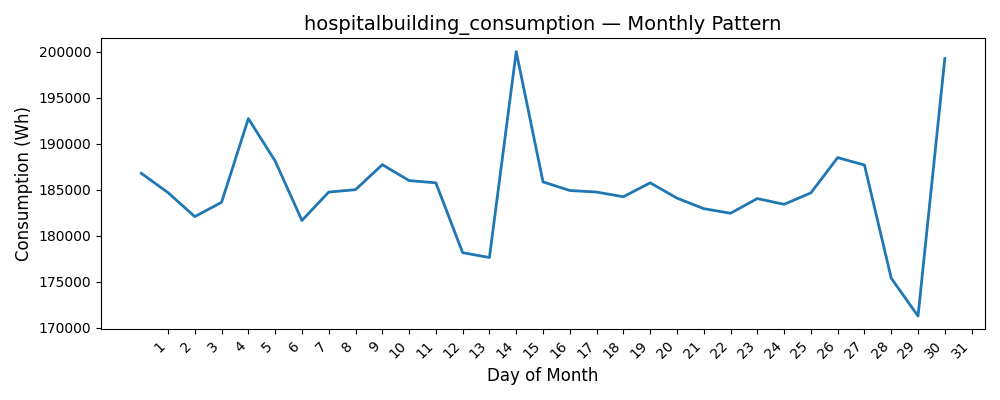 hospitalbuilding_consumption — Monthly Pattern
Consumption (Wh)
200000
195000
190000
185000
180000
175000
170000
1 2 3 4 5 6 7 8 9 10 11 12 13 14 15 16 17 18 19 20 21 22 23 24 25 26 27 28 29 30 31
Day of Month